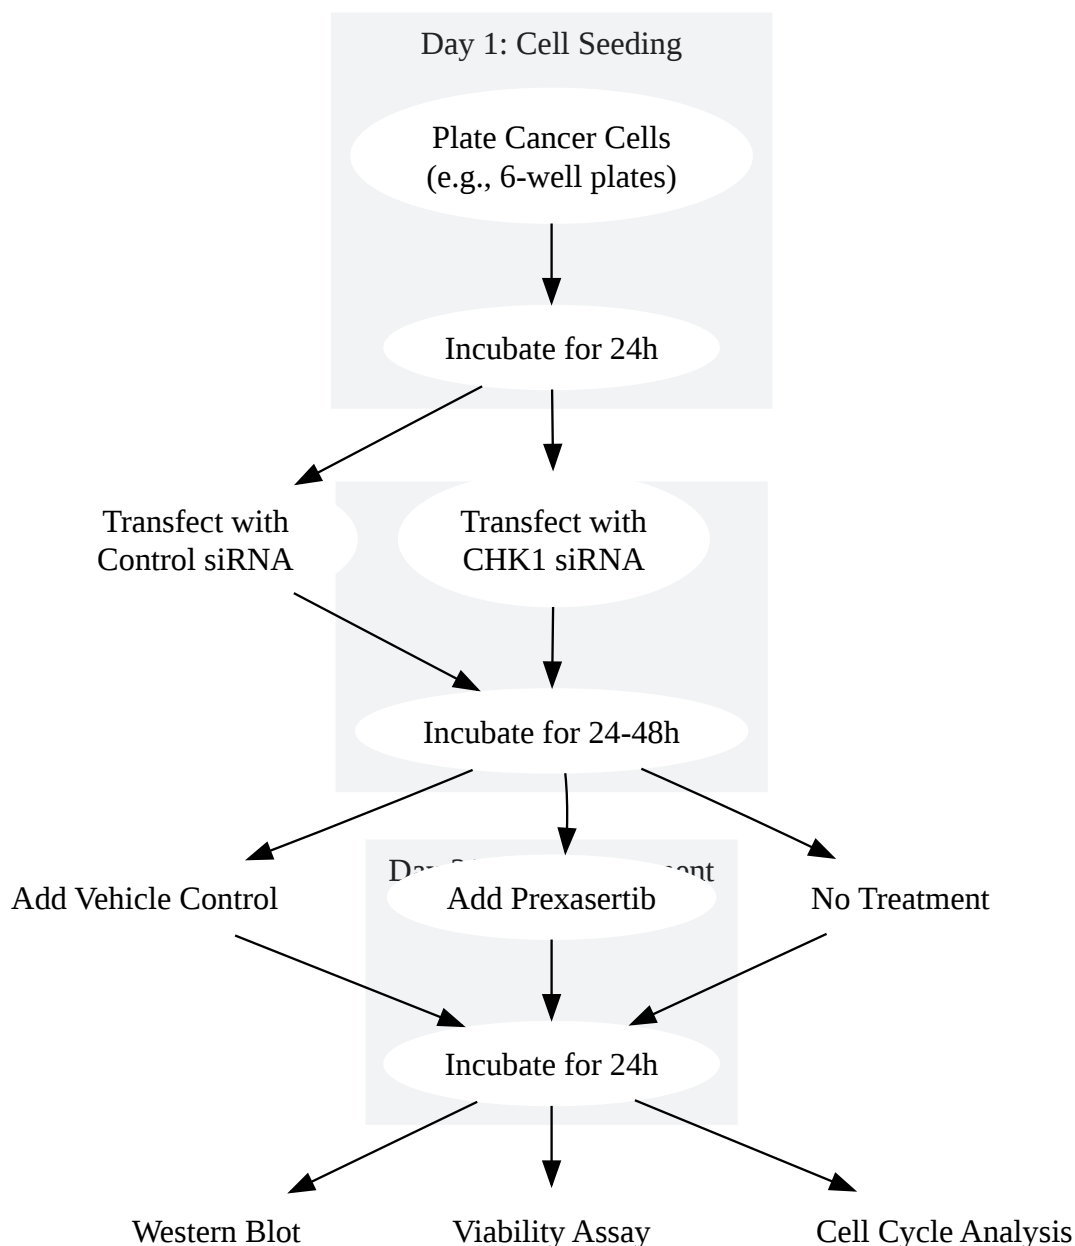 Day 1: Cell Seeding
Plate Cancer Cells
(e.g., 6-well plates)
Incubate for 24h
Transfect with
Control siRNA
Transfect with
CHK1 siRNA
Incubate for 24-48h
Add Vehicle Control
Add Prexasertib
No Treatment
Incubate for 24h
Western Blot
Viability Assay
Cell Cycle Analysis